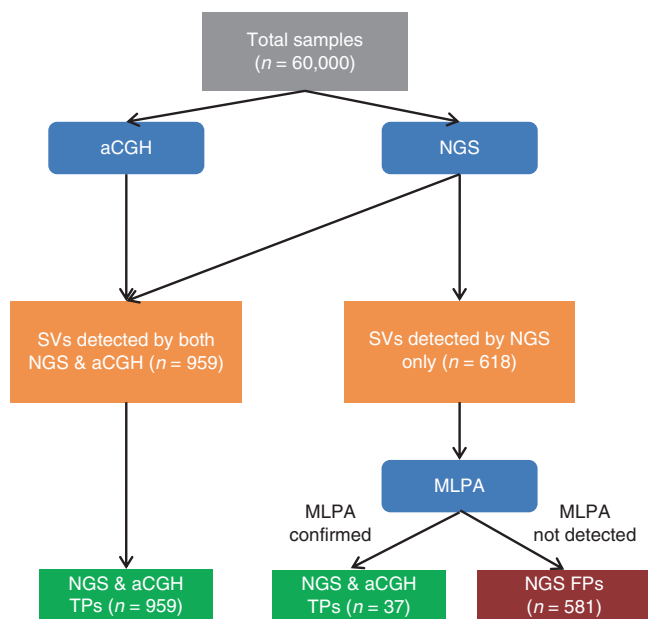 Total samples
(n = 60,000)
aCGH
NGS
SVs detected by both
NGS & aCGH (n = 959)
SVs detected by NGS
only (n = 618)
MLPA
MLPA
confirmed
MLPA
not detected
NGS & aCGH
TPs (n = 959)
NGS & aCGH
TPs (n = 37)
NGS FPs
(n = 581)